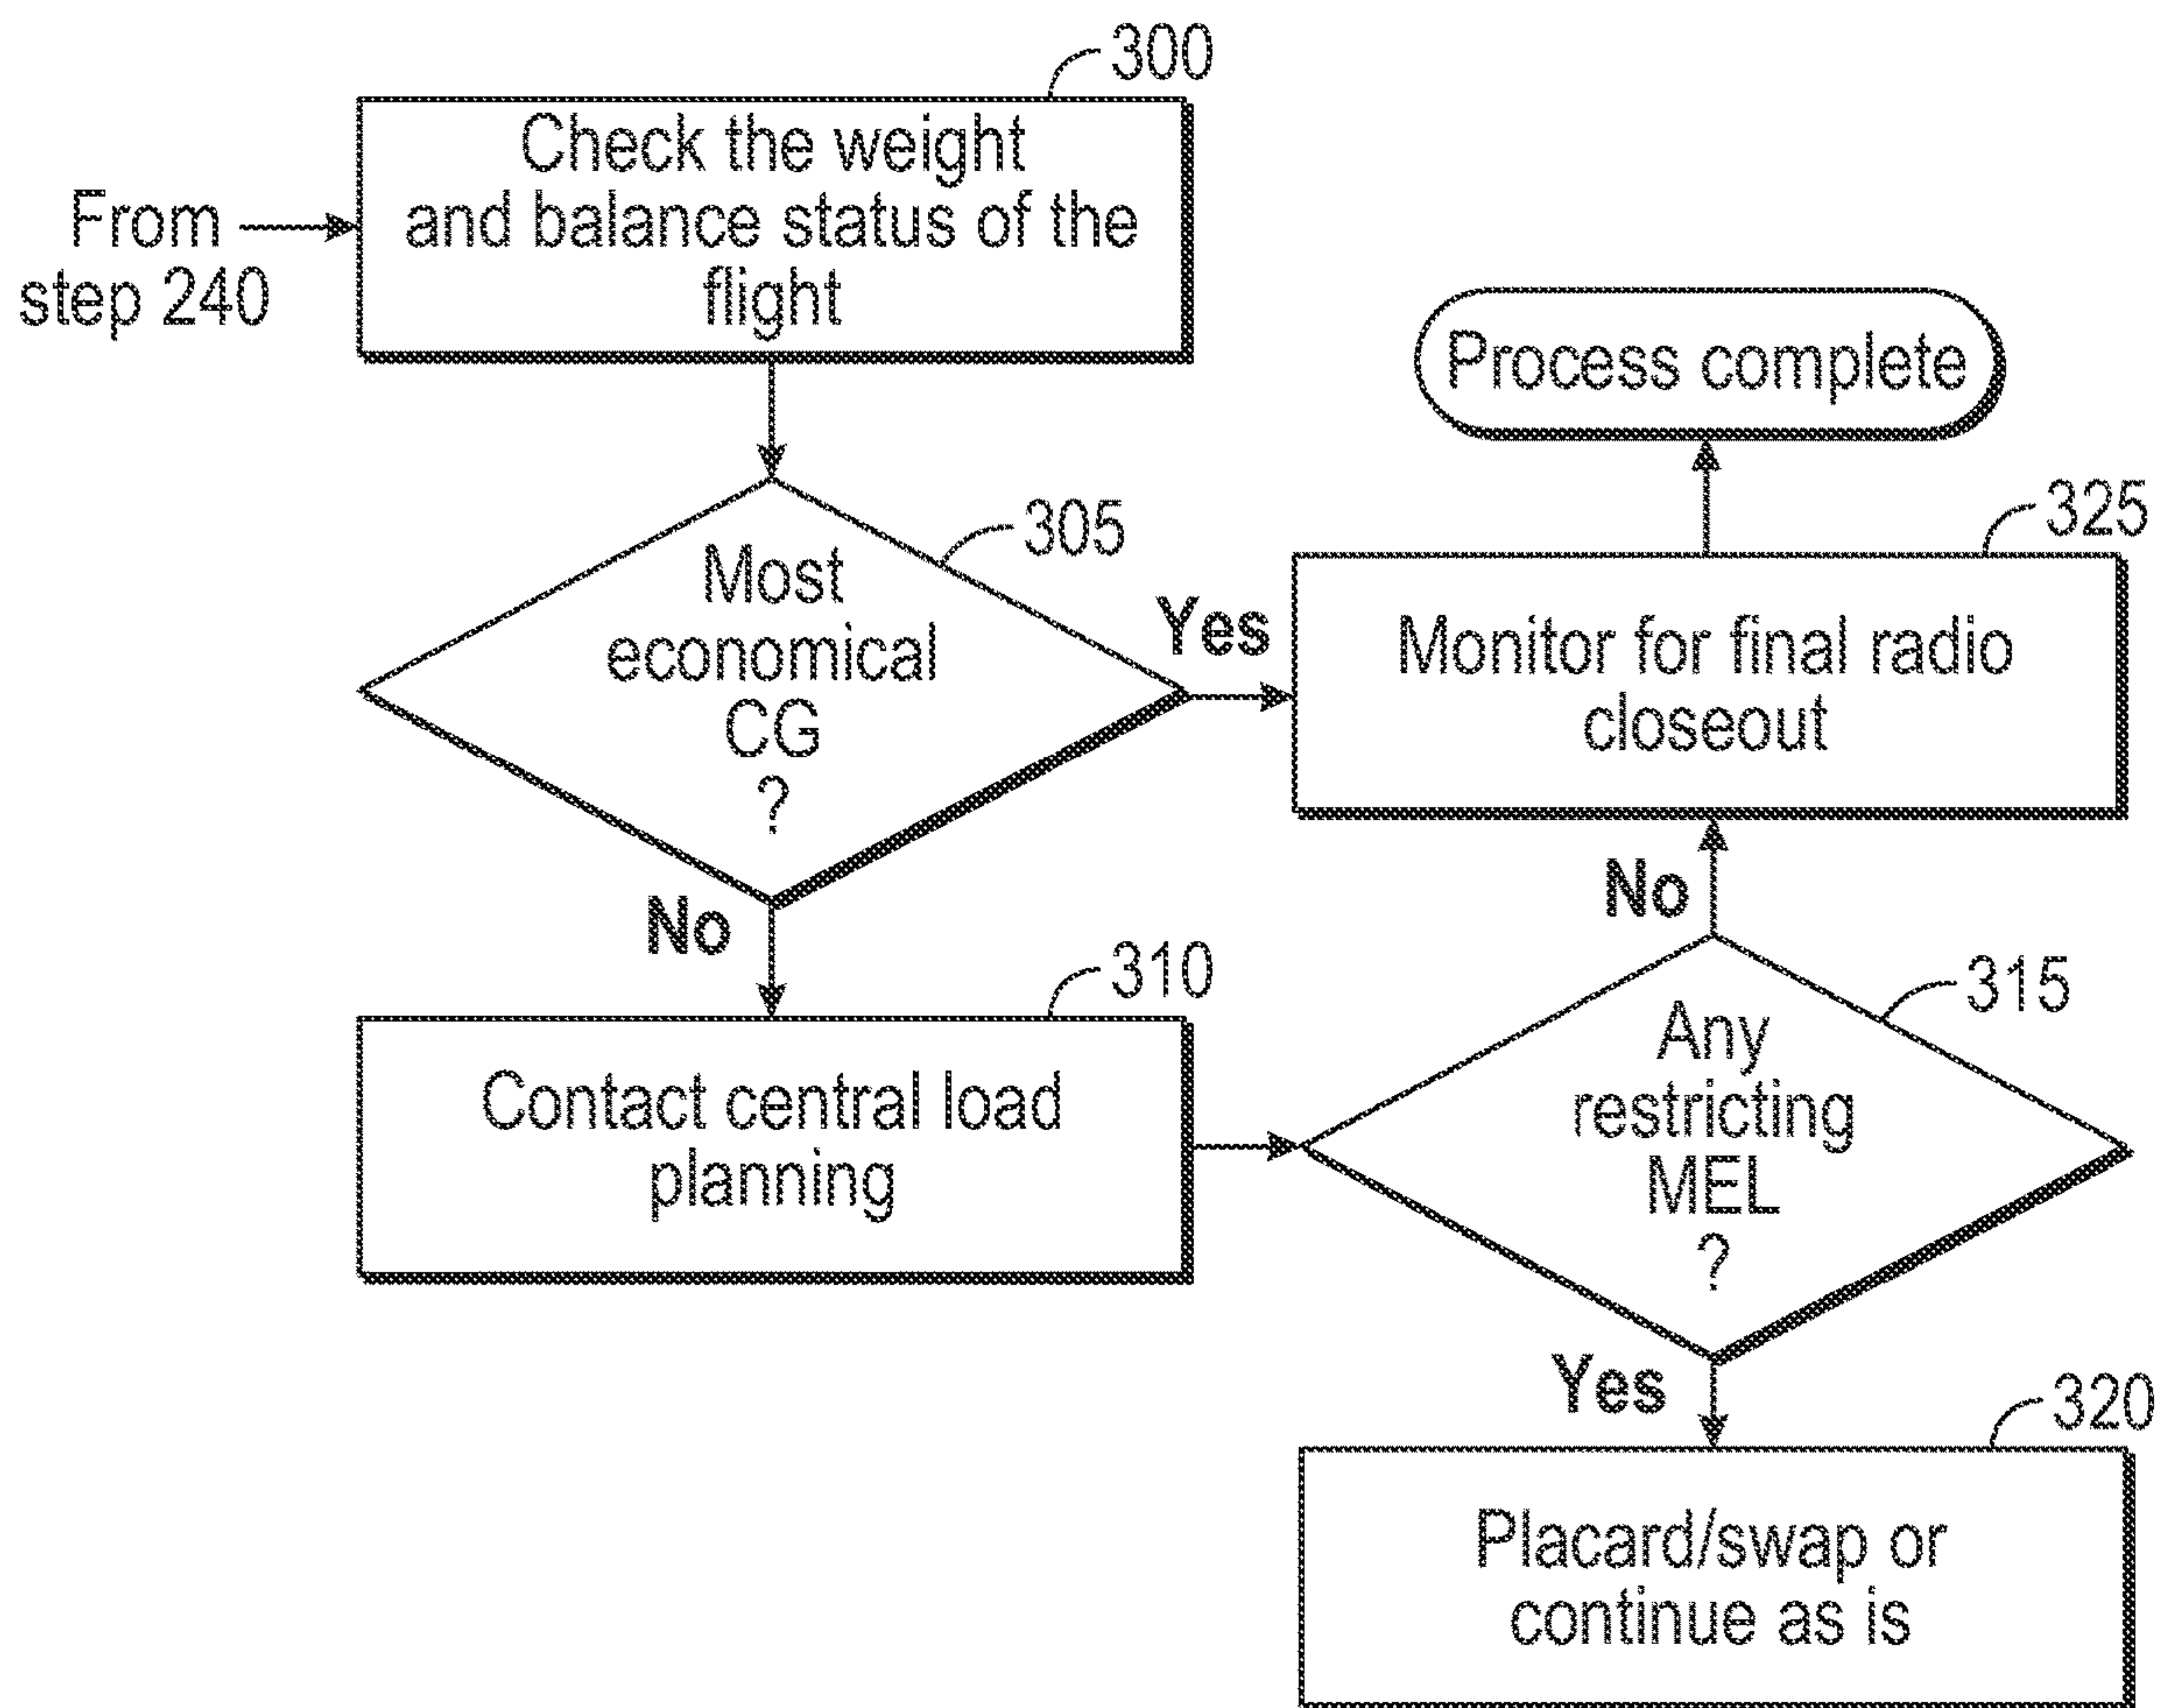 300
Check the weight
and balance status of the
flight
From
step 240
Process complete
305
Most
economical
CG
?
Yes
325
Monitor for final radio
closeout
No
310
Contact central load
planning
No
315
Any
restricting
MEL
?
Yes
320
Placard/swap or
continue as is